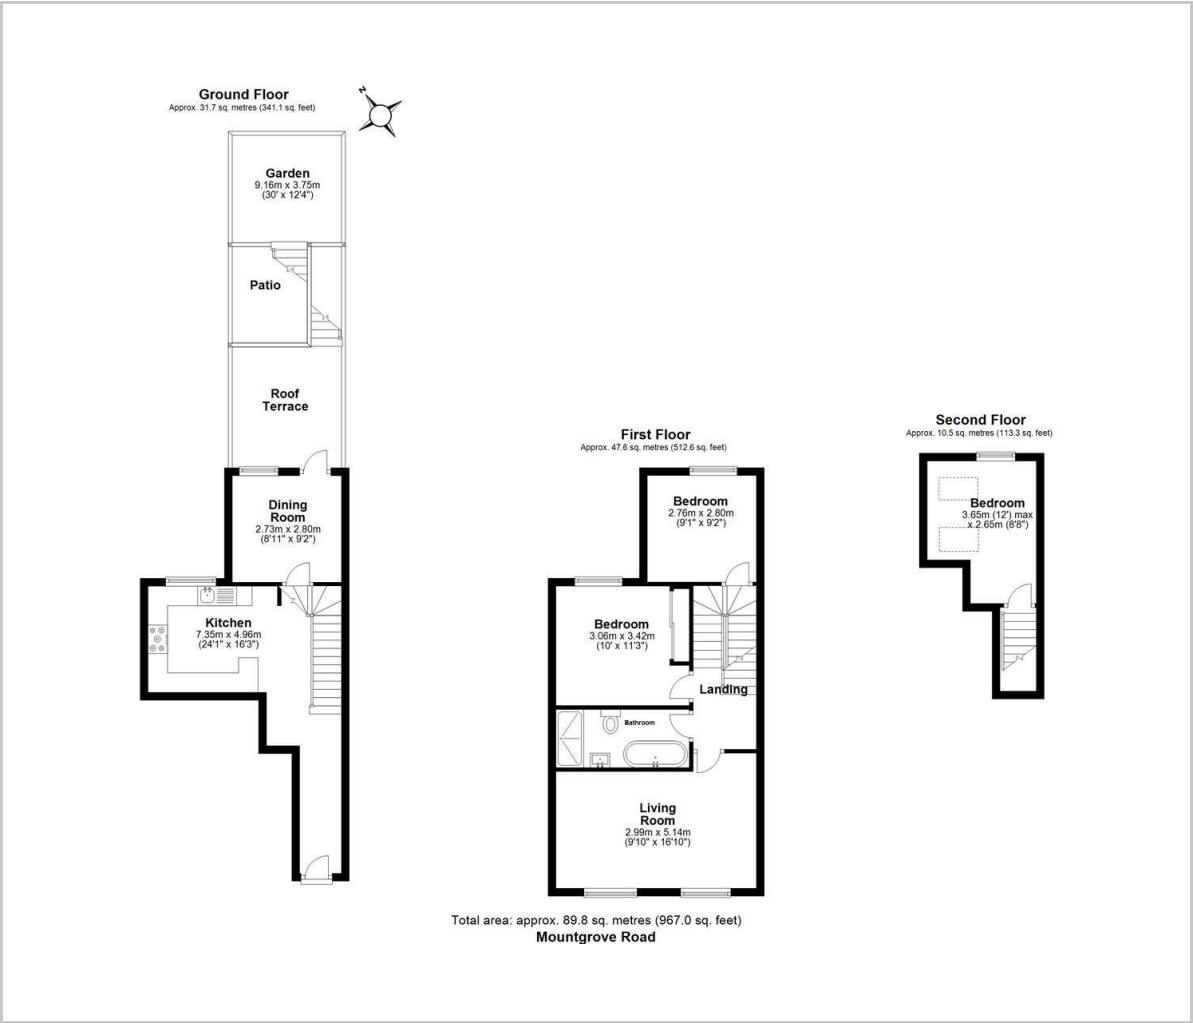 Ground Floor
Approx. 31.7 sq. metres (341.1 sq. feet)
N
Garden
9.16m x 3.75m
(30' x 12'4")
Patio
Roof
Terrace
Dining
Room
2.73m x 2.80m
(8'11" x 9'2")
Kitchen
7.35m x 4.96m
(24'1" x 16'3")
First Floor
Approx. 47.6 sq. metres (512.6 sq. feet)
Bedroom
2.76m x 2.80m
(9'1" x 9'2")
Bedroom
3.06m x 3.42m
(10' x 11'3")
Landing
Bathroom
Living
Room
2.99m x 5.14m
(9'10" x 16'10")
Second Floor
Approx. 10.5 sq. metres (113.3 sq. feet)
Bedroom
3.65m (12') max
x 2.65m (8'8")
Total area: approx. 89.8 sq. metres (967.0 sq. feet)
Mountgrove Road